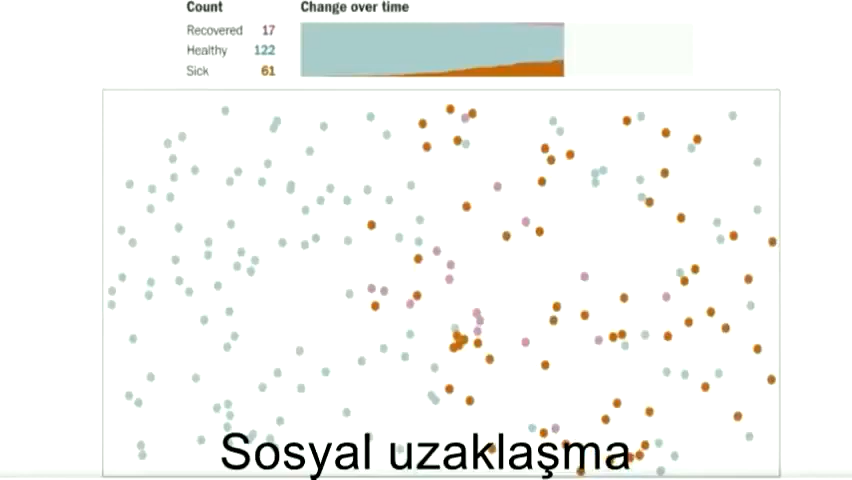 Count Change over time
Recovered 17
Healthy 122
Sick 61
Sosyal uzaklaşma